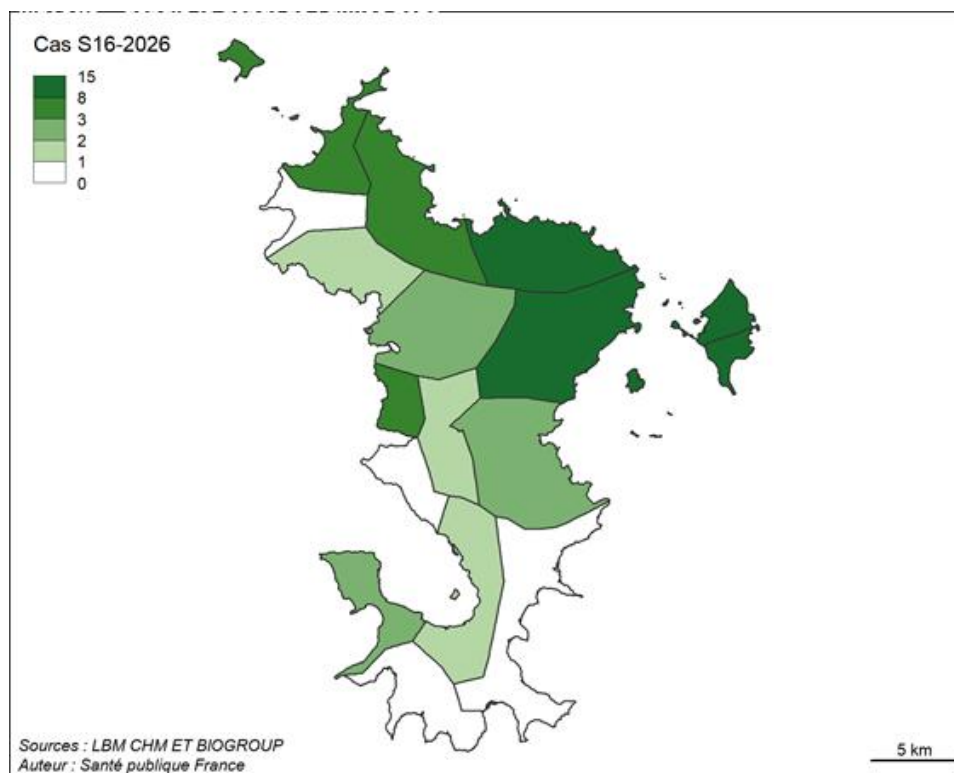 Cas S16-2026
15
8
3
2
1
0
Sources : LBM CHM ET BIOGROUP
Auteur : Santé publique France
5 km